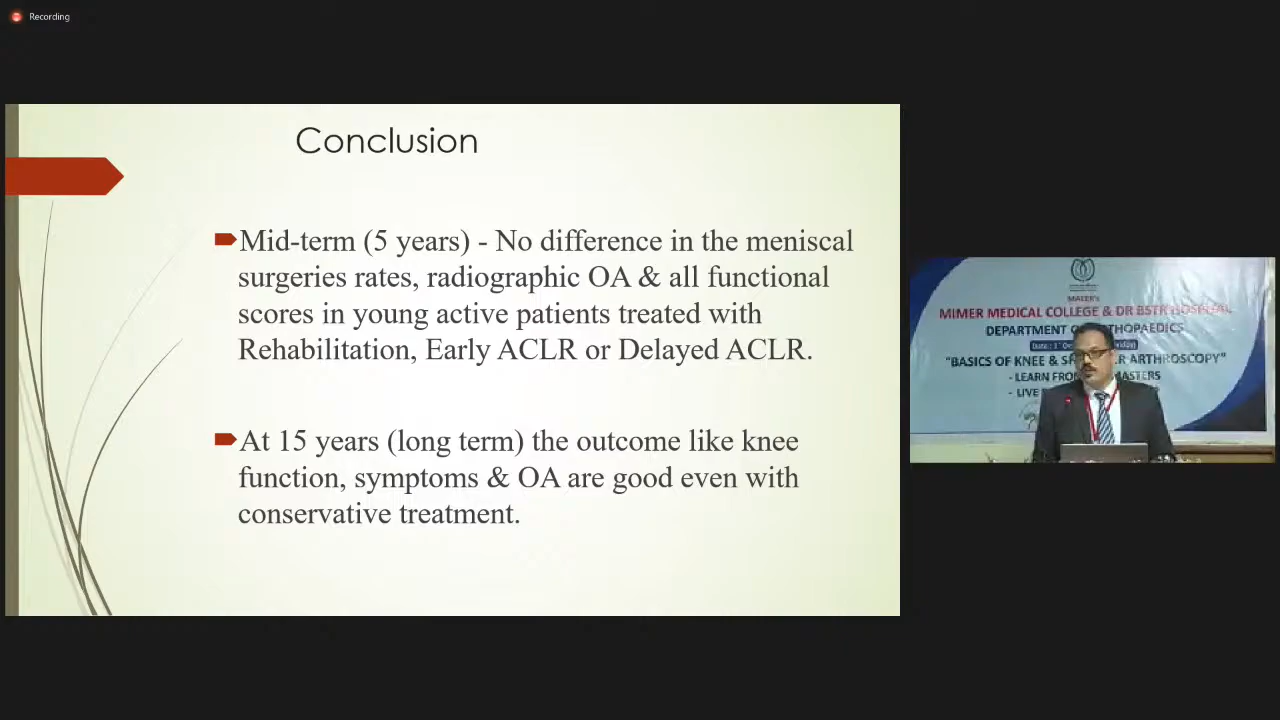 Recording
Conclusion
Mid-term (5 years) - No difference in the meniscal
surgeries rates, radiographic OA & all functional
scores in young active patients treated with
Rehabilitation, Early ACLR or Delayed ACLR.
At 15 years (long term) the outcome like knee
function, symptoms & OA are good even with
conservative treatment.
MAEER's
MIMER MEDICAL COLLEGE & DR BSTR HOSPITAL
DEPARTMENT OF ORTHOPAEDICS
"BASICS OF KNEE & ARTHROSCOPY"
- LEARN MASTERS
- LIVE